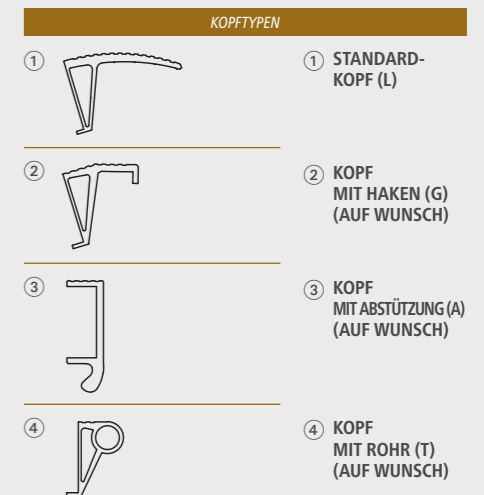 KOPFTYPEN
1
1 STANDARD-
KOPF (L)
2
2 KOPF
MIT HAKEN (G)
(AUF WUNSCH)
3
3 KOPF
MIT ABSTÜTZUNG (A)
(AUF WUNSCH)
4
4 KOPF
MIT ROHR (T)
(AUF WUNSCH)